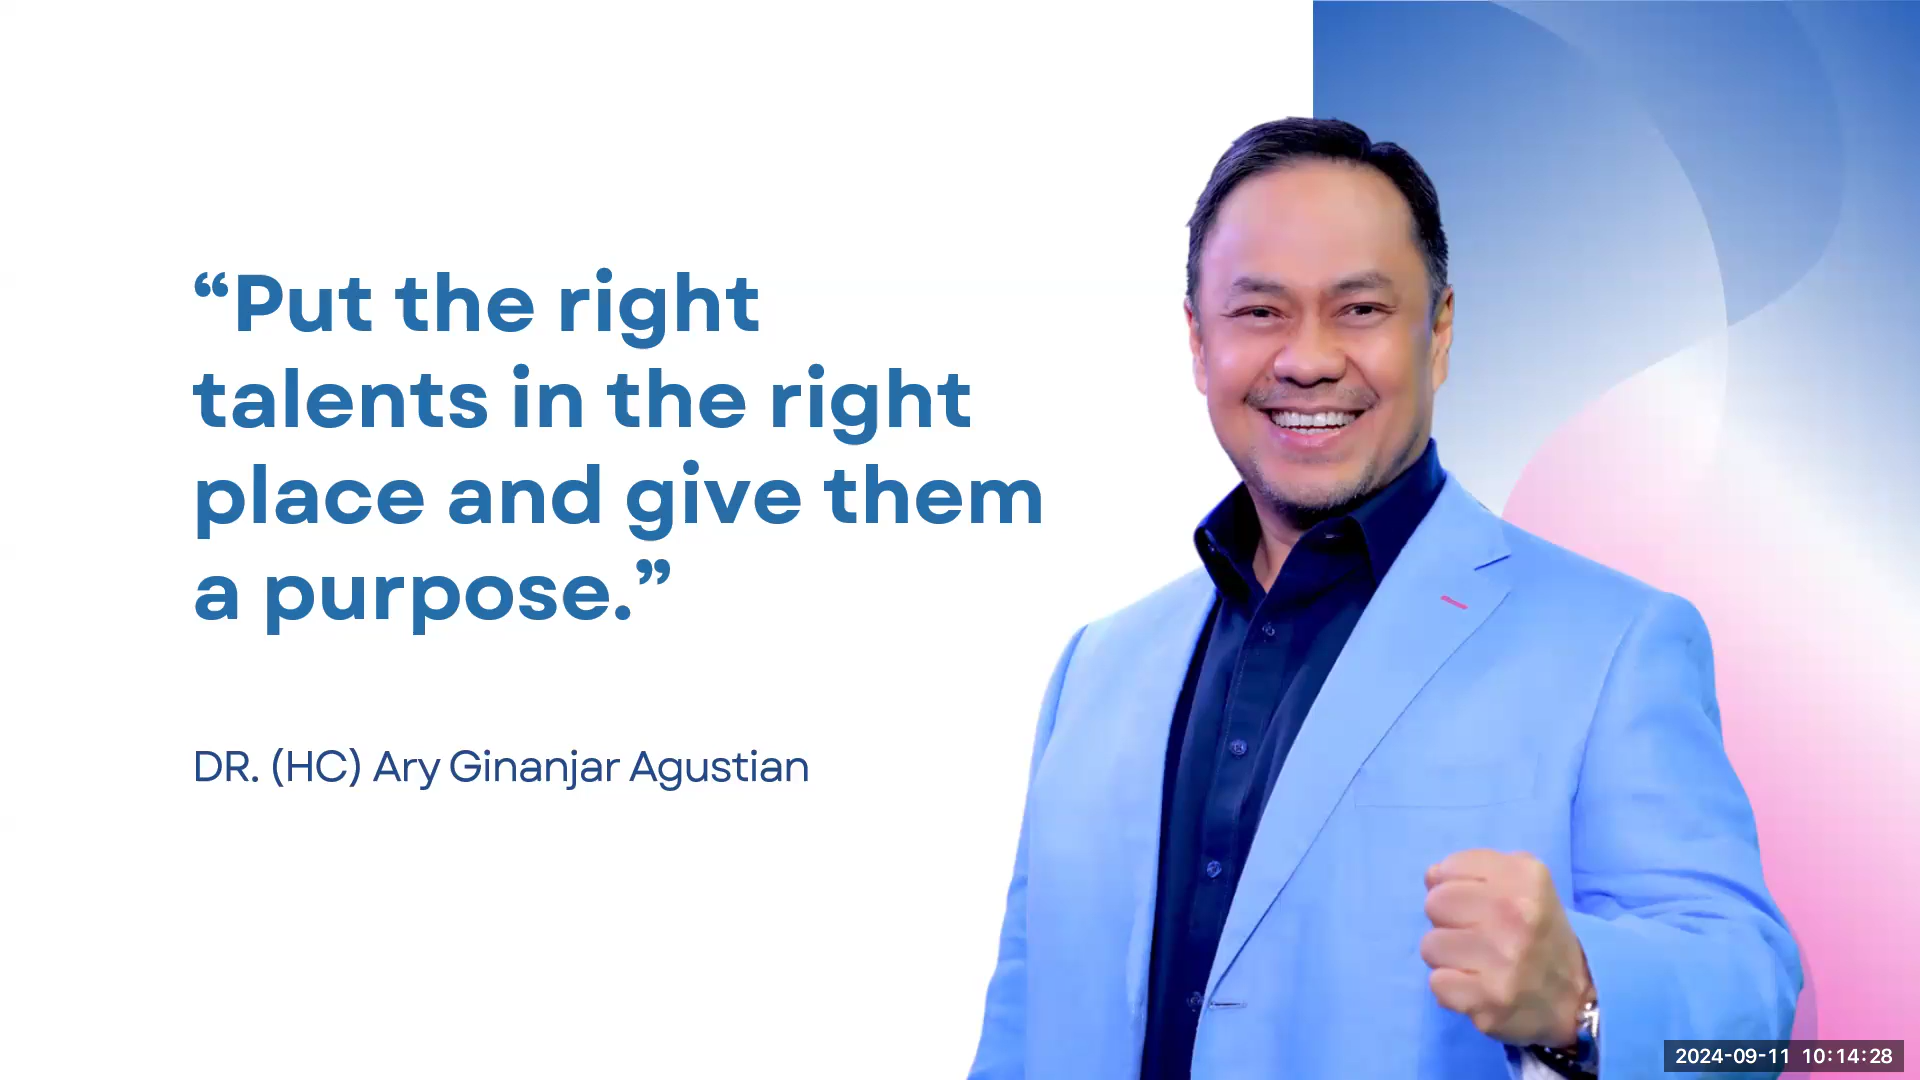 “Put the right
talents in the right
place and give them
a purpose.”
DR. (HC) Ary Ginanjar Agustian
2024-09-11 10:14:28